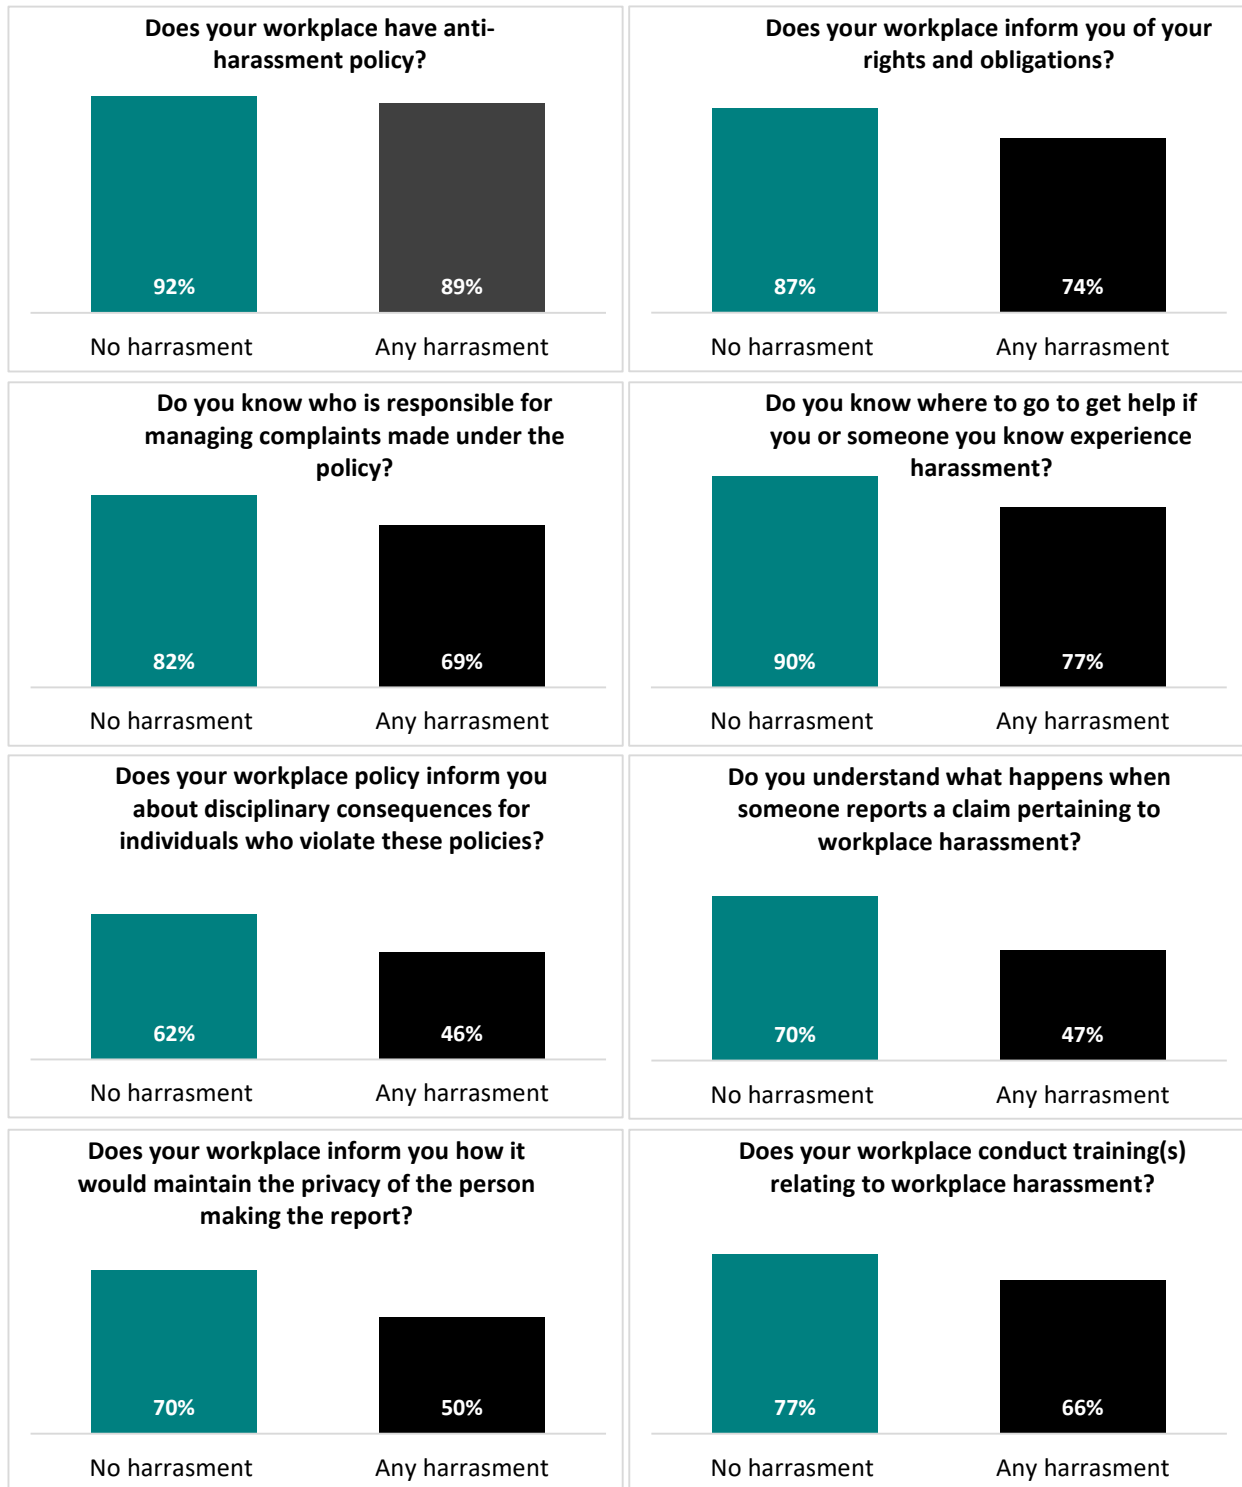 Does your workplace have anti-
harassment policy?
92%
89%
No harrasment
Any harrasment
Does your workplace inform you of your
rights and obligations?
87%
74%
No harrasment
Any harrasment
Do you know who is responsible for
managing complaints made under the
policy?
82%
69%
No harrasment
Any harrasment
Do you know where to go to get help if
you or someone you know experience
harassment?
90%
77%
No harrasment
Any harrasment
Does your workplace policy inform you
about disciplinary consequences for
individuals who violate these policies?
62%
46%
No harrasment
Any harrasment
Do you understand what happens when
someone reports a claim pertaining to
workplace harassment?
70%
47%
No harrasment
Any harrasment
Does your workplace inform you how it
would maintain the privacy of the person
making the report?
70%
50%
No harrasment
Any harrasment
Does your workplace conduct training(s)
relating to workplace harassment?
77%
66%
No harrasment
Any harrasment